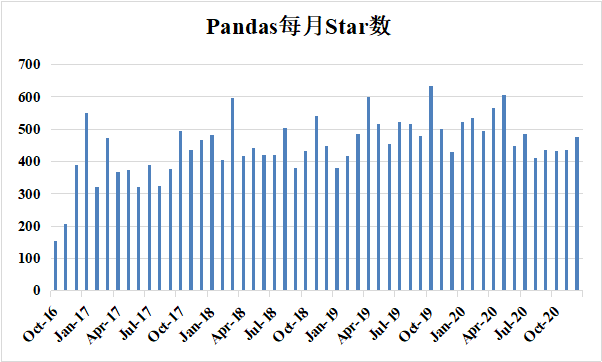 Pandas每月Star数
700
600
500
400
300
200
100
0
Oct-16
Jan-17
Apr-17
Jul-17
Oct-17
Jan-18
Apr-18
Jul-18
Oct-18
Jan-19
Apr-19
Jul-19
Oct-19
Jan-20
Apr-20
Jul-20
Oct-20